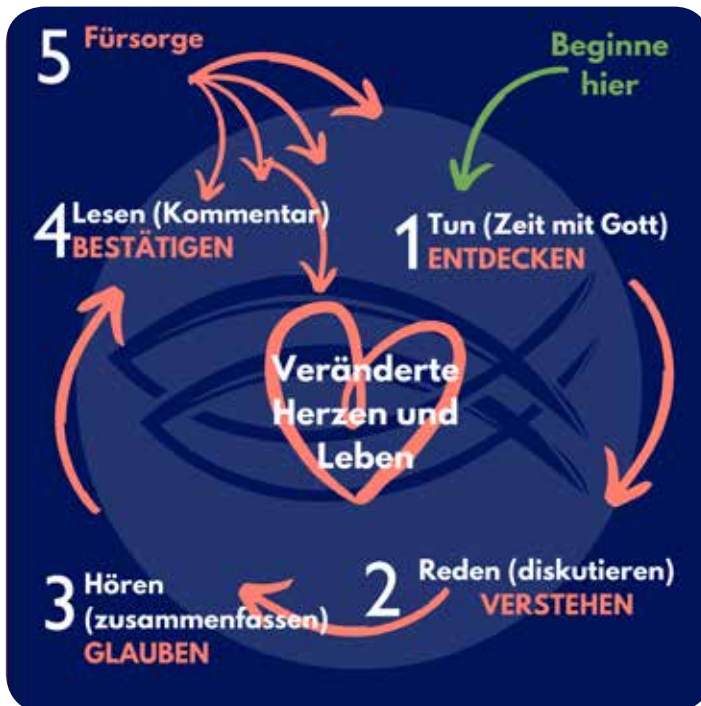 5 Fürsorge
Beginne
hier
4 Lesen (Kommentar)
BESTÄTIGEN
1 Tun (Zeit mit Gott)
ENTDECKEN
Veränderte
Herzen und
Leben
3 Hören
(zusammenfassen)
GLAUBEN
2 Reden (diskutieren)
VERSTEHEN